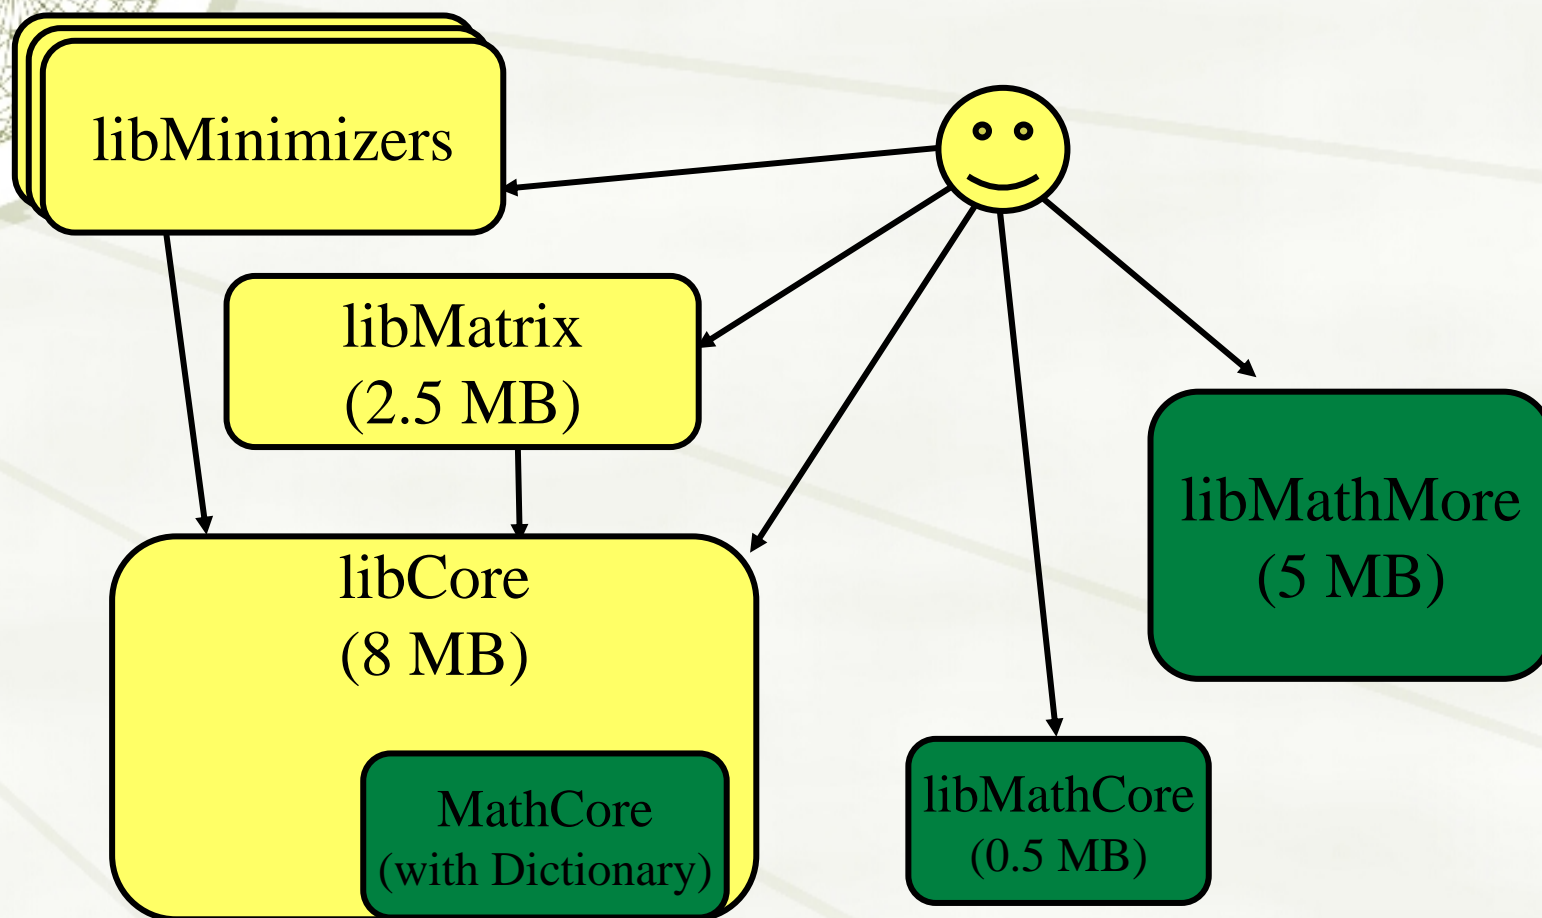 libMinimizers
libMatrix
(2.5 MB)
libMathMore
(5 MB)
libCore
(8 MB)
MathCore
(with Dictionary)
libMathCore
(0.5 MB)